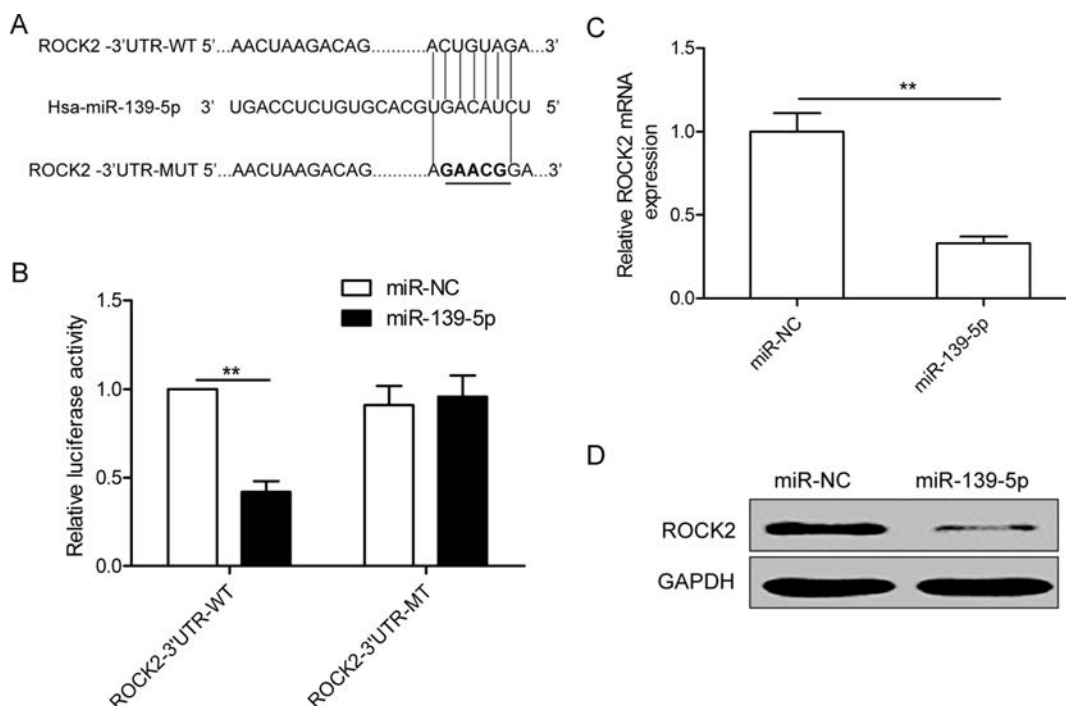 A
ROCK2 -3'UTR-WT 5'...AACUAAGACAG...........ACUGUAGA...3'
Hsa-miR-139-5p 3' UGACCUCUGUGCACGUGACAUCU 5'
ROCK2 -3'UTR-MUT 5'...AACUAAGACAG...........AGAACGGA...3'
B
Relative luciferase activity
1.5
1.0
0.5
0.0
miR-NC
miR-139-5p
**
ROCK2-3'UTR-WT
ROCK2-3'UTR-MT
C
Relative ROCK2 mRNA
expression
1.5
1.0
0.5
0.0
**
miR-NC
miR-139-5p
D
miR-NC miR-139-5p
ROCK2
GAPDH